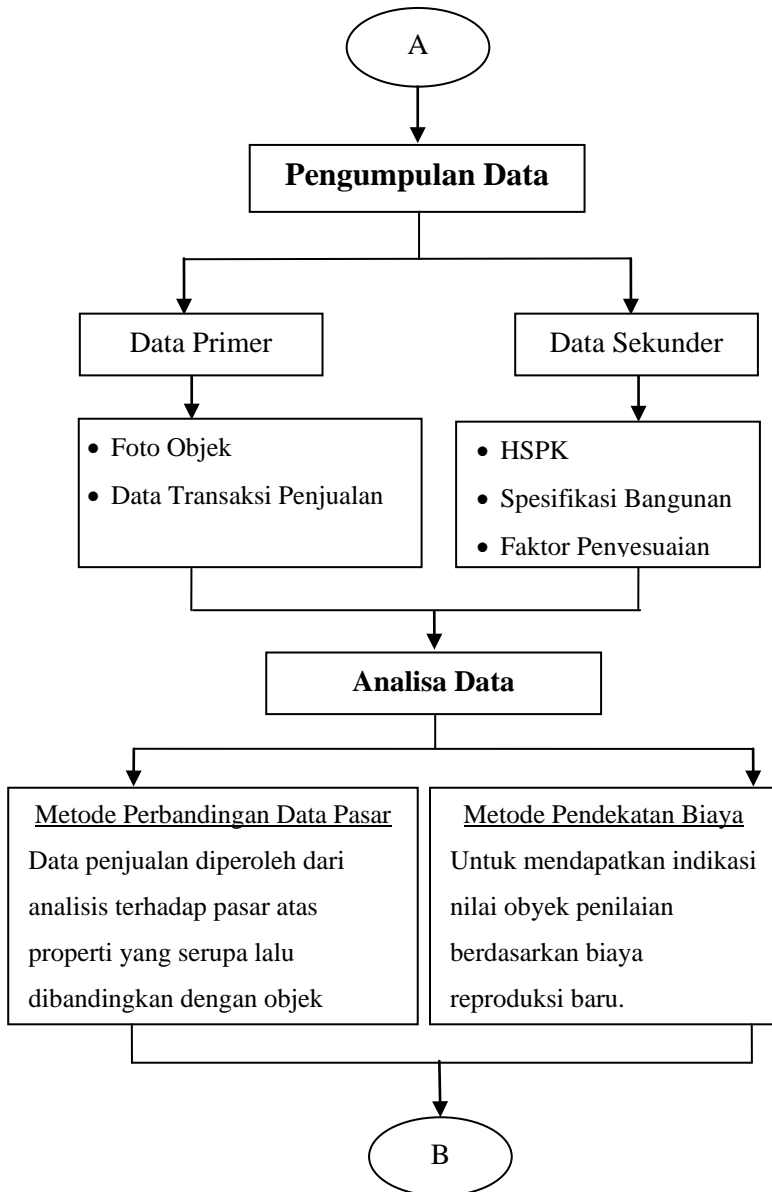 A
Pengumpulan Data
Data Primer
Data Sekunder
• Foto Objek
• Data Transaksi Penjualan
• HSPK
• Spesifikasi Bangunan
• Faktor Penyesuaian
Analisa Data
Metode Perbandingan Data Pasar
Data penjualan diperoleh dari
analisis terhadap pasar atas
properti yang serupa lalu
dibandingkan dengan objek
Metode Pendekatan Biaya
Untuk mendapatkan indikasi
nilai obyek penilaian
berdasarkan biaya
reproduksi baru.
B